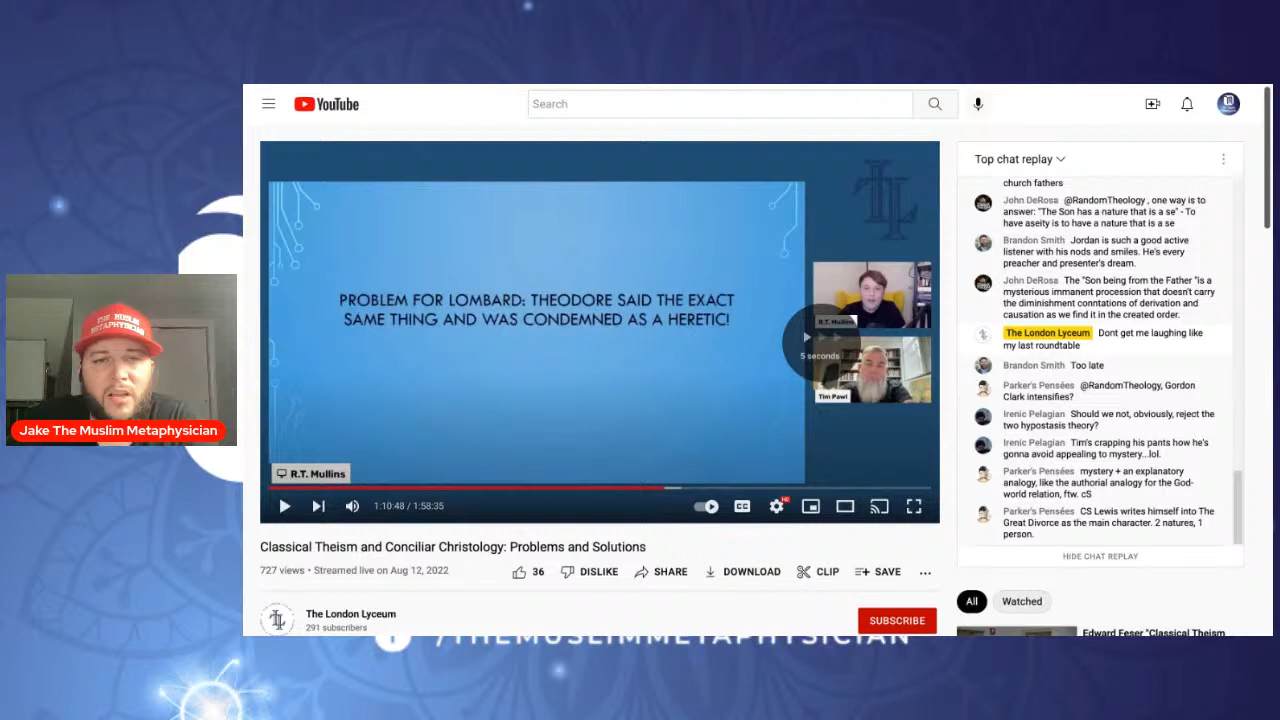 YouTube
Search
PROBLEM FOR LOMBARD: THEODORE SAID THE EXACT
SAME THING AND WAS CONDEMNED AS A HERETIC!
R.T. Mullins
5 seconds
Tim Pawl
R.T. Mullins
1:10:48 / 1:58:35
CC
HD
Classical Theism and Conciliar Christology: Problems and Solutions
727 views • Streamed live on Aug 12, 2022
36
DISLIKE
SHARE
DOWNLOAD
CLIP
SAVE
The London Lyceum
291 subscribers
SUBSCRIBE
Top chat replay
church fathers
John DeRosa @RandomTheology , one way is to
answer: "The Son has a nature that is a se" - To
have aseity is to have a nature that is a se
Brandon Smith Jordan is such a good active
listener with his nods and smiles. He's every
preacher and presenter's dream.
John DeRosa The "Son being from the Father "is a
mysterious immanent procession that doesn't carry
the diminishment conntations of derivation and
causation as we find it in the created order.
The London Lyceum Dont get me laughing like
my last roundtable
Brandon Smith Too late
Parker's Pensées @RandomTheology, Gordon
Clark intensifies?
Irenic Pelagian Should we not, obviously, reject the
two hypostasis theory?
Irenic Pelagian Tim's crapping his pants how he's
gonna avoid appealing to mystery...lol.
Parker's Pensées mystery + an explanatory
analogy, like the authorial analogy for the God-
world relation, ftw. cS
Parker's Pensées CS Lewis writes himself into The
Great Divorce as the main character. 2 natures, 1
person.
HIDE CHAT REPLAY
All
Watched
Edward Feser "Classical Theism
THE MUSLIM
METAPHYSICIAN
Jake The Muslim Metaphysician
/THEMUSLIMMETAPHYSICIAN